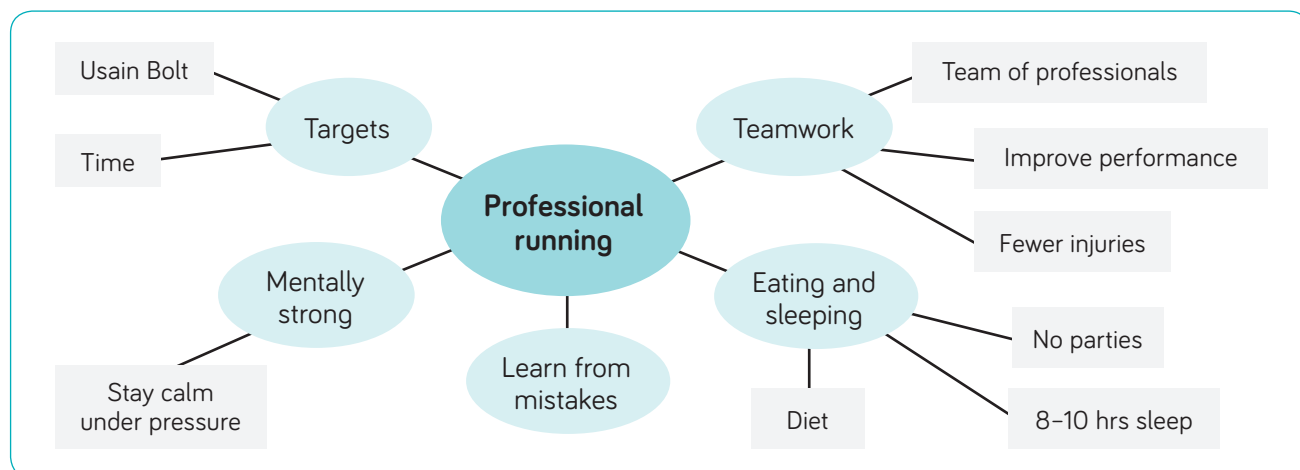 Usain Bolt
Time
Targets
Teamwork
Team of professionals
Improve performance
Fewer injuries
Professional
running
Mentally
strong
Stay calm
under pressure
Learn from
mistakes
Eating and
sleeping
No parties
Diet
8–10 hrs sleep